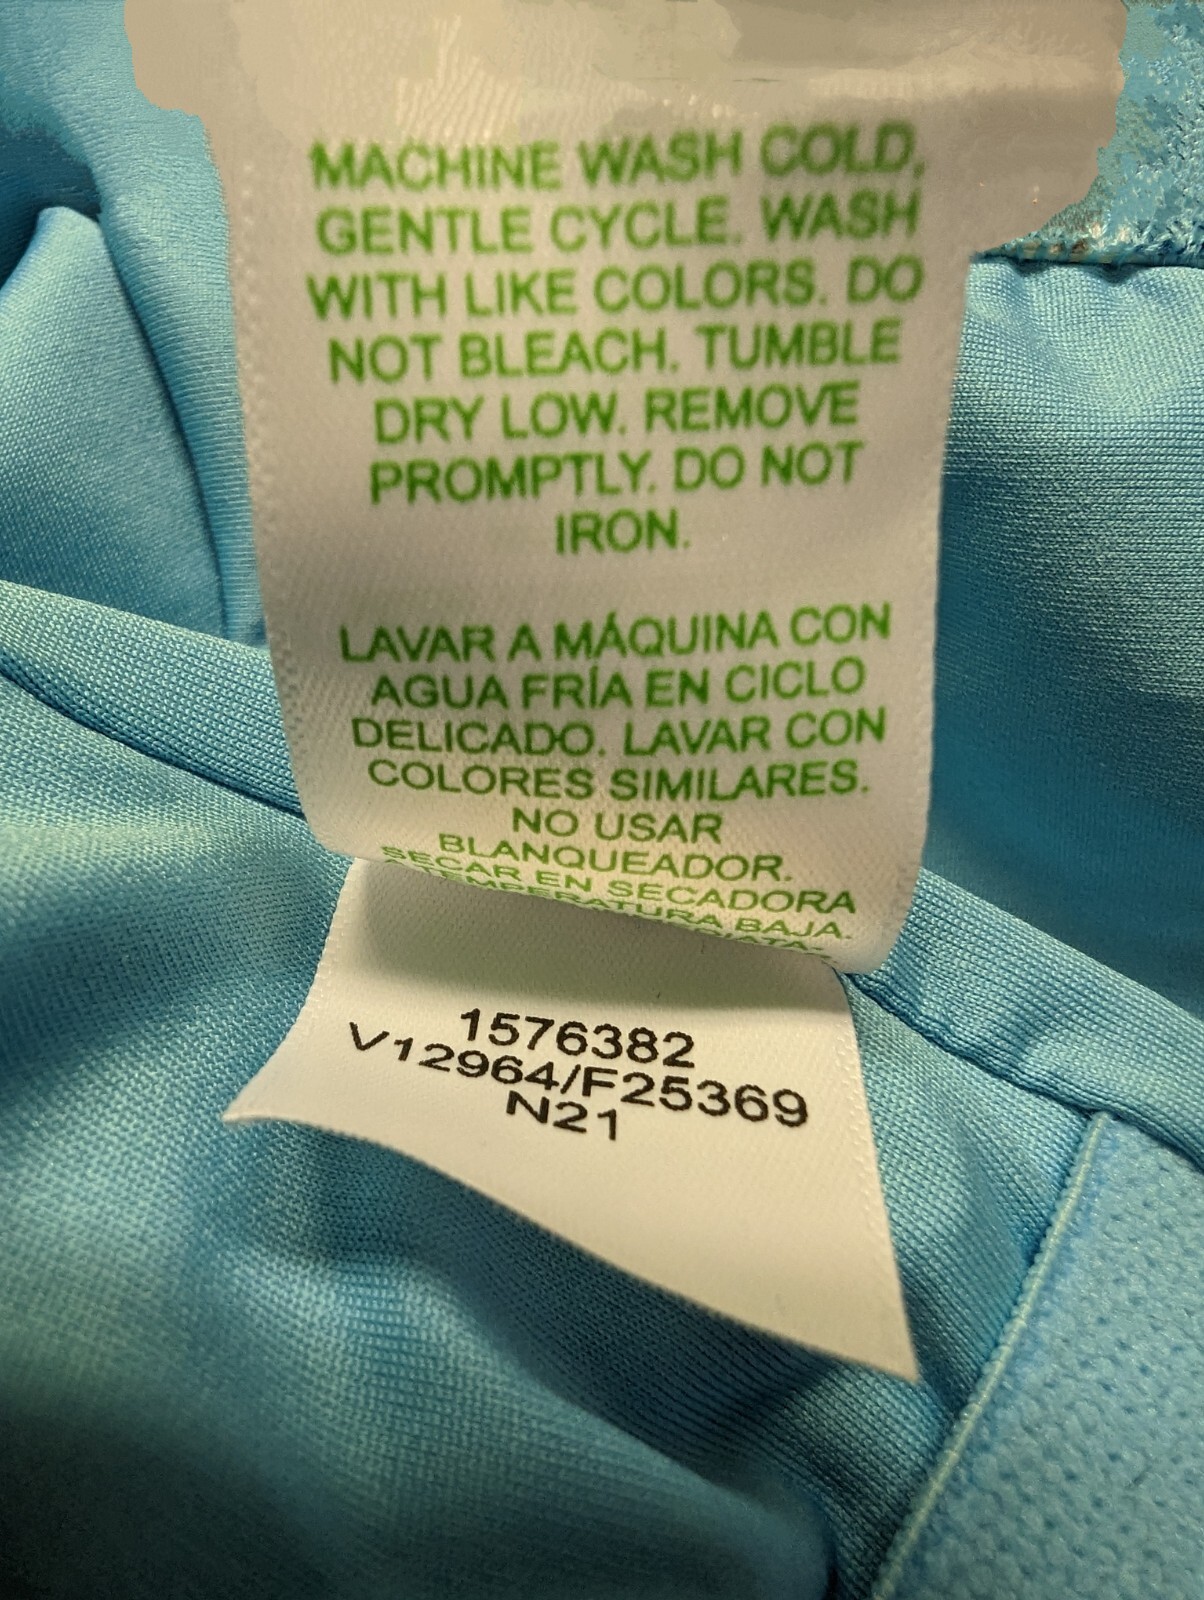 MACHINE WASH COLD,
GENTLE CYCLE. WASH
WITH LIKE COLORS. DO
NOT BLEACH. TUMBLE
DRY LOW. REMOVE
PROMPTLY. DO NOT
IRON.
LAVAR A MÁQUINA CON
AGUA FRÍA EN CICLO
DELICADO. LAVAR CON
COLORES SIMILARES.
NO USAR
BLANQUEADOR.
SECAR EN SECADORA
TEMPERATURA BAJA.
1576382
V12964/F25369
N21